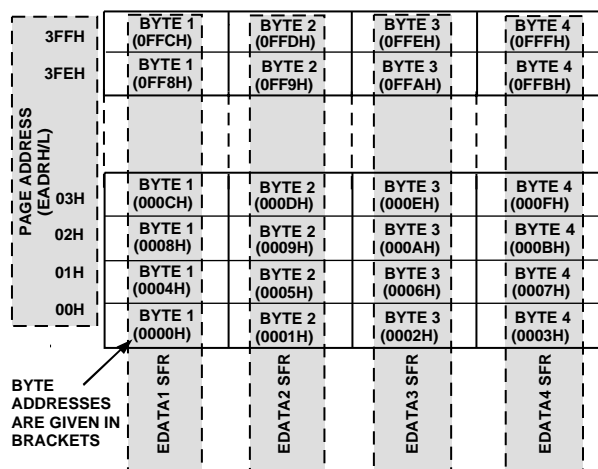 PAGE ADDRESS
(EADRH/L)
3FFH
BYTE 1
(0FFCH)
BYTE 2
(0FFDH)
BYTE 3
(0FFEH)
BYTE 4
(0FFFH)
3FEH
BYTE 1
(0FF8H)
BYTE 2
(0FF9H)
BYTE 3
(0FFAH)
BYTE 4
(0FFBH)
03H
BYTE 1
(000CH)
BYTE 2
(000DH)
BYTE 3
(000EH)
BYTE 4
(000FH)
02H
BYTE 1
(0008H)
BYTE 2
(0009H)
BYTE 3
(000AH)
BYTE 4
(000BH)
01H
BYTE 1
(0004H)
BYTE 2
(0005H)
BYTE 3
(0006H)
BYTE 4
(0007H)
00H
BYTE 1
(0000H)
BYTE 2
(0001H)
BYTE 3
(0002H)
BYTE 4
(0003H)
BYTE
ADDRESSES
ARE GIVEN IN
BRACKETS
EDATA1 SFR
EDATA2 SFR
EDATA3 SFR
EDATA4 SFR